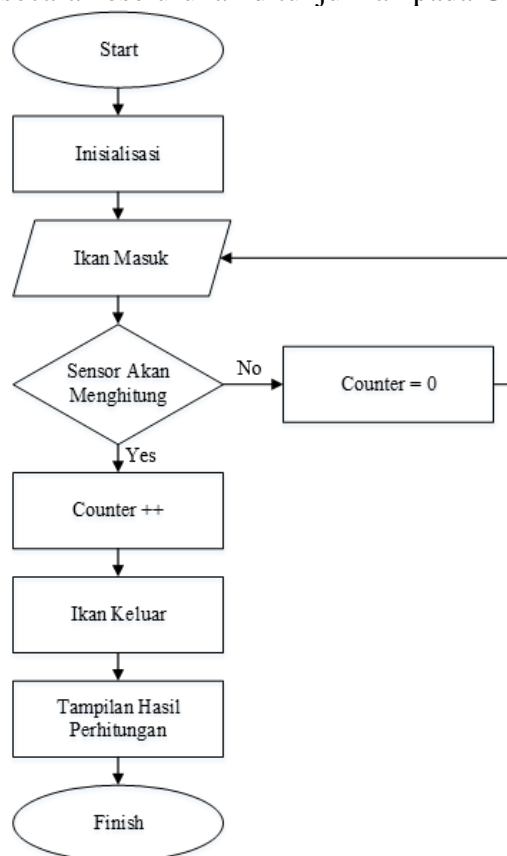 Start
Inisialisasi
Ikan Masuk
Sensor Akan
Menghitung
No
Counter = 0
Yes
Counter ++
Ikan Keluar
Tampilan Hasil
Perhitungan
Finish